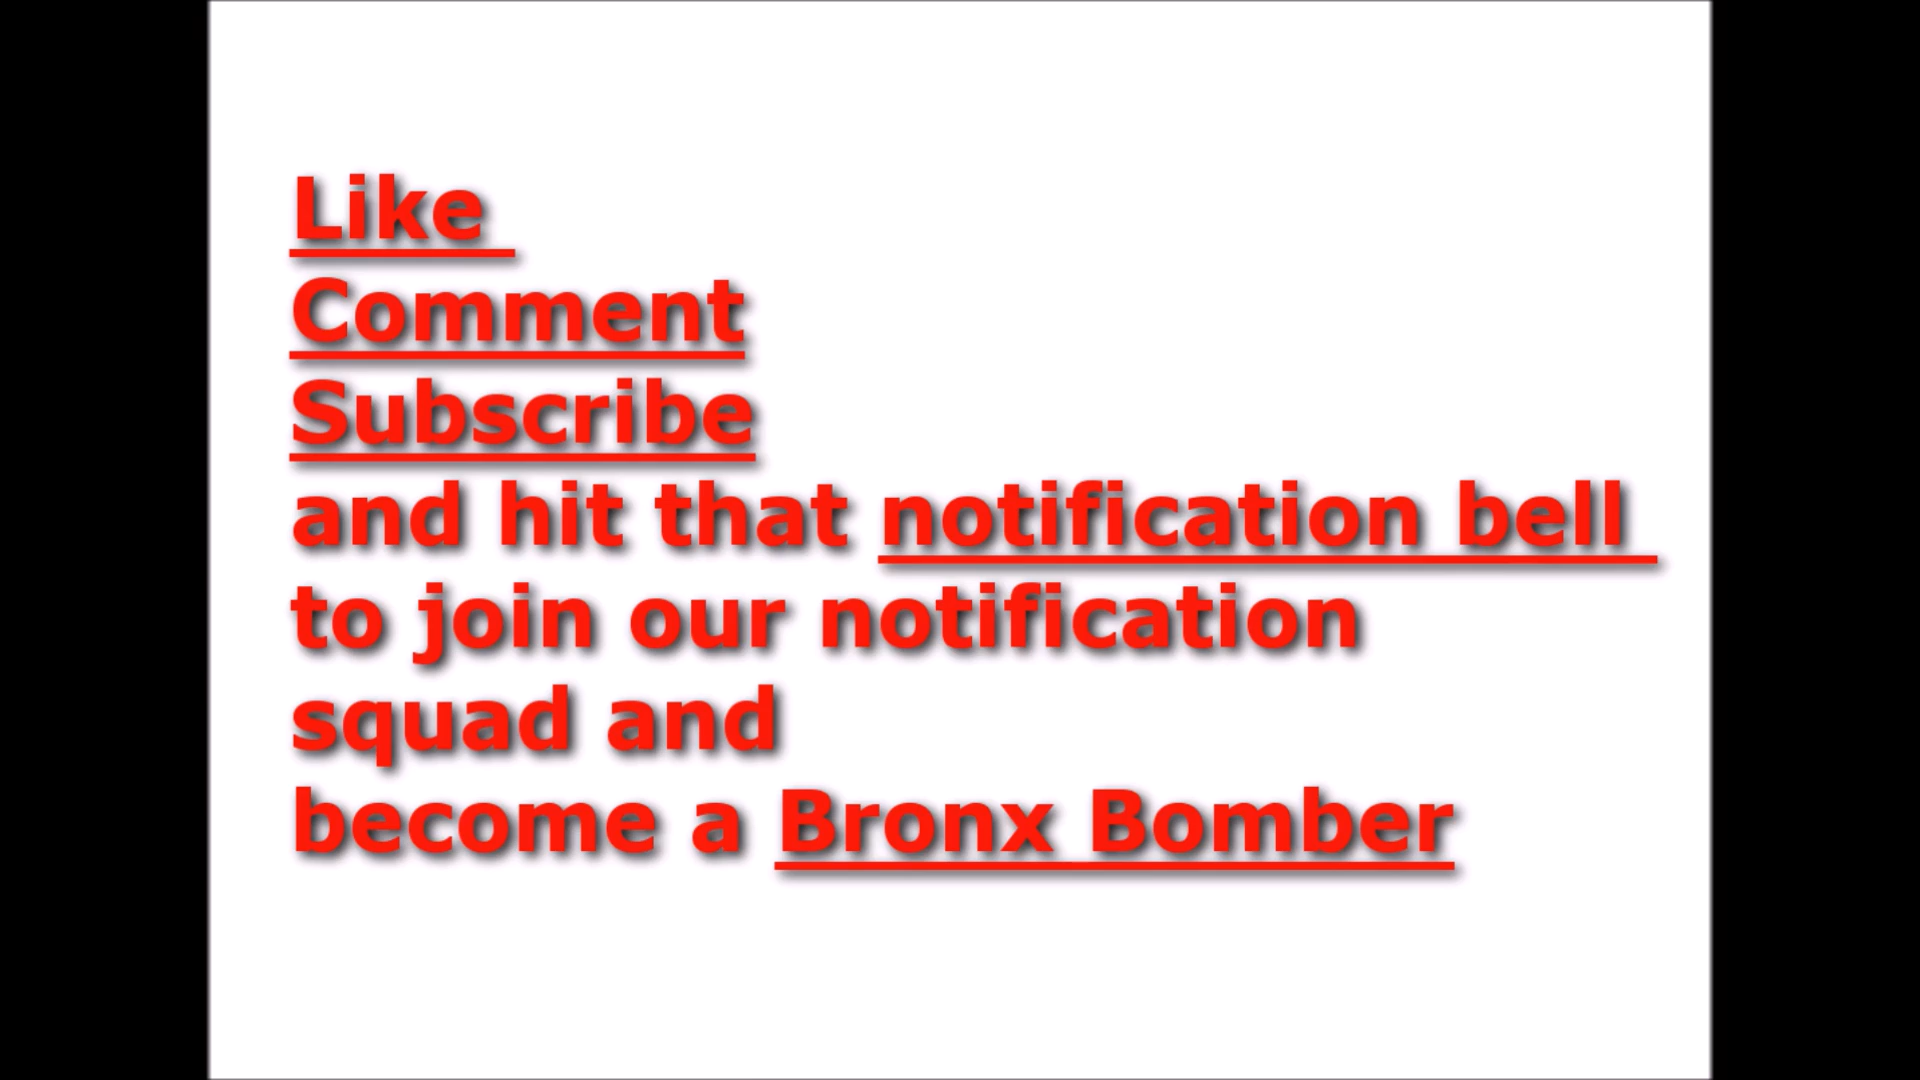 Like
Comment
Subscribe
and hit that notification bell
to join our notification
squad and
become a Bronx Bomber